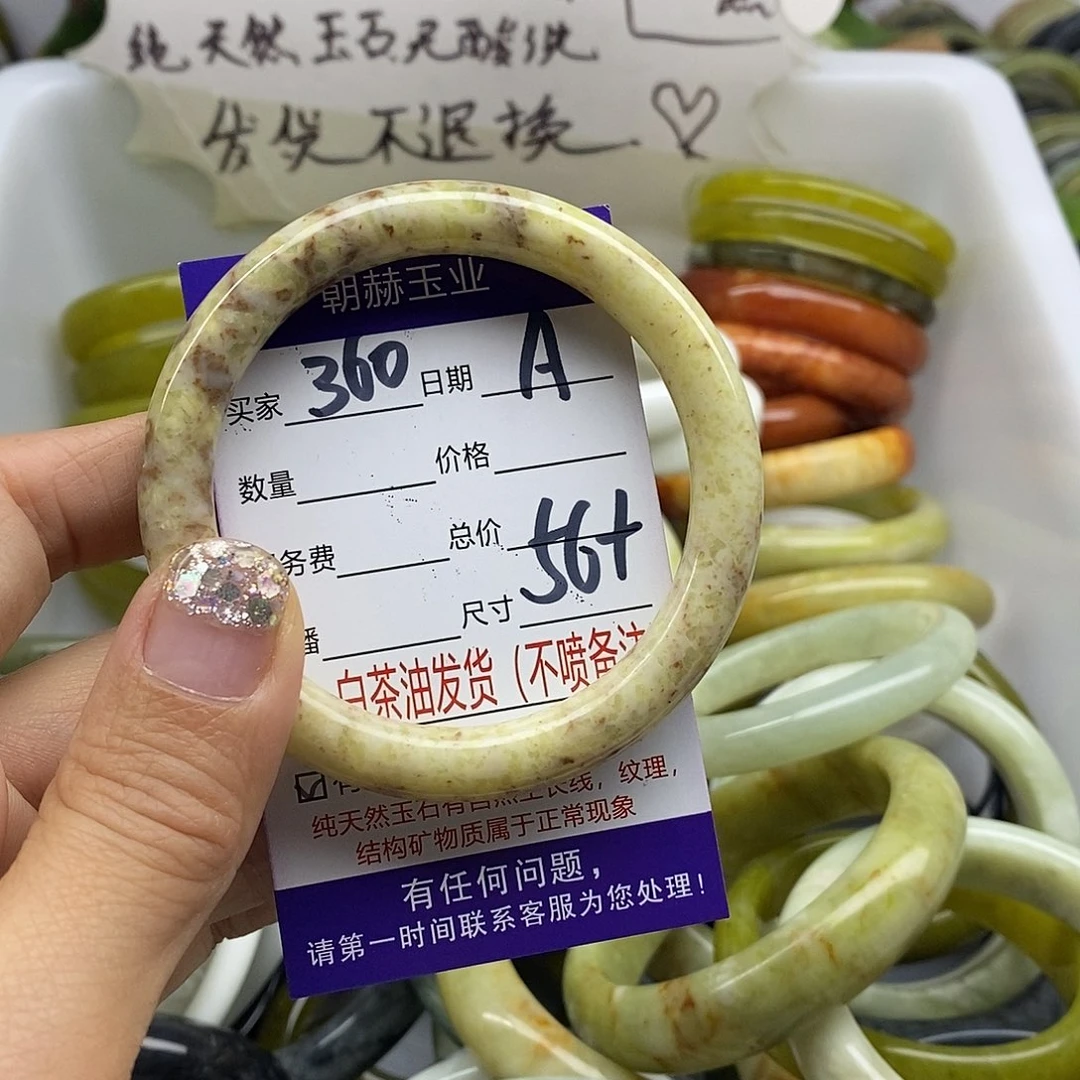 纯天然玉石无酸洗
发货不退换 ♡
朝赫玉业
买家 360 日期 A
数量 价格
务费 总价
尺寸 56+
播
白茶油发货（不喷备注
纯天然玉石有自然生长线，纹理，
结构矿物质属于正常现象
有任何问题，
请第一时间联系客服为您处理！